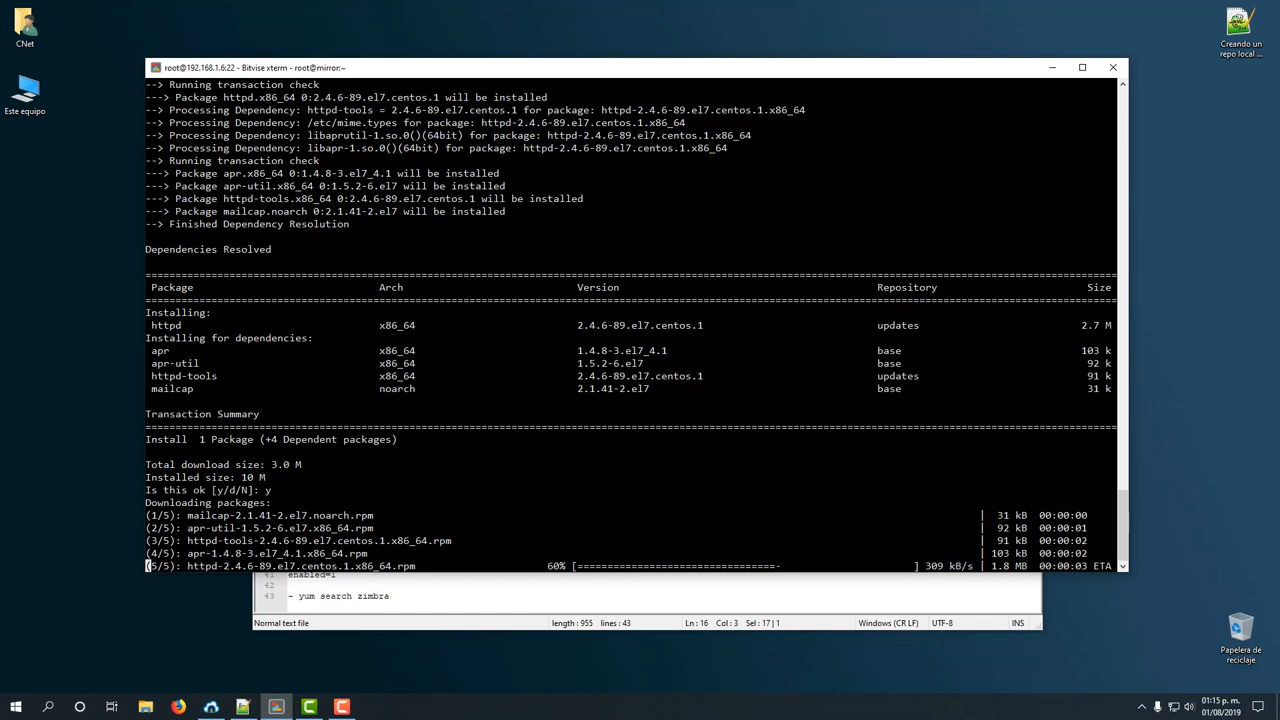 CNet
Este equipo
Creando un
repo local ...
root@192.168.1.6:22 - Bitvise xterm - root@mirror:~
--> Running transaction check
---> Package httpd.x86_64 0:2.4.6-89.el7.centos.1 will be installed
--> Processing Dependency: httpd-tools = 2.4.6-89.el7.centos.1 for package: httpd-2.4.6-89.el7.centos.1.x86_64
--> Processing Dependency: /etc/mime.types for package: httpd-2.4.6-89.el7.centos.1.x86_64
--> Processing Dependency: libaprutil-1.so.0()(64bit) for package: httpd-2.4.6-89.el7.centos.1.x86_64
--> Processing Dependency: libapr-1.so.0()(64bit) for package: httpd-2.4.6-89.el7.centos.1.x86_64
--> Running transaction check
---> Package apr.x86_64 0:1.4.8-3.el7_4.1 will be installed
---> Package apr-util.x86_64 0:1.5.2-6.el7 will be installed
---> Package httpd-tools.x86_64 0:2.4.6-89.el7.centos.1 will be installed
---> Package mailcap.noarch 0:2.1.41-2.el7 will be installed
--> Finished Dependency Resolution
Dependencies Resolved
Package Arch Version Repository Size
Installing:
httpd x86_64 2.4.6-89.el7.centos.1 updates 2.7 M
Installing for dependencies:
apr x86_64 1.4.8-3.el7_4.1 base 103 k
apr-util x86_64 1.5.2-6.el7 base 92 k
httpd-tools x86_64 2.4.6-89.el7.centos.1 updates 91 k
mailcap noarch 2.1.41-2.el7 base 31 k
Transaction Summary
Install 1 Package (+4 Dependent packages)
Total download size: 3.0 M
Installed size: 10 M
Is this ok [y/d/N]: y
Downloading packages:
(1/5): mailcap-2.1.41-2.el7.noarch.rpm | 31 kB 00:00:00
(2/5): apr-util-1.5.2-6.el7.x86_64.rpm | 92 kB 00:00:01
(3/5): httpd-tools-2.4.6-89.el7.centos.1.x86_64.rpm | 91 kB 00:00:02
(4/5): apr-1.4.8-3.el7_4.1.x86_64.rpm | 103 kB 00:00:02
(5/5): httpd-2.4.6-89.el7.centos.1.x86_64.rpm 60% [=================================- ] 309 kB/s | 1.8 MB 00:00:03 ETA
41 enabled=1
42
43 - yum search zimbra
Normal text file length : 955 lines : 43 Ln : 16 Col : 3 Sel : 17 | 1 Windows (CR LF) UTF-8 INS
Papelera de
reciclaje
01:15 p. m.
01/08/2019